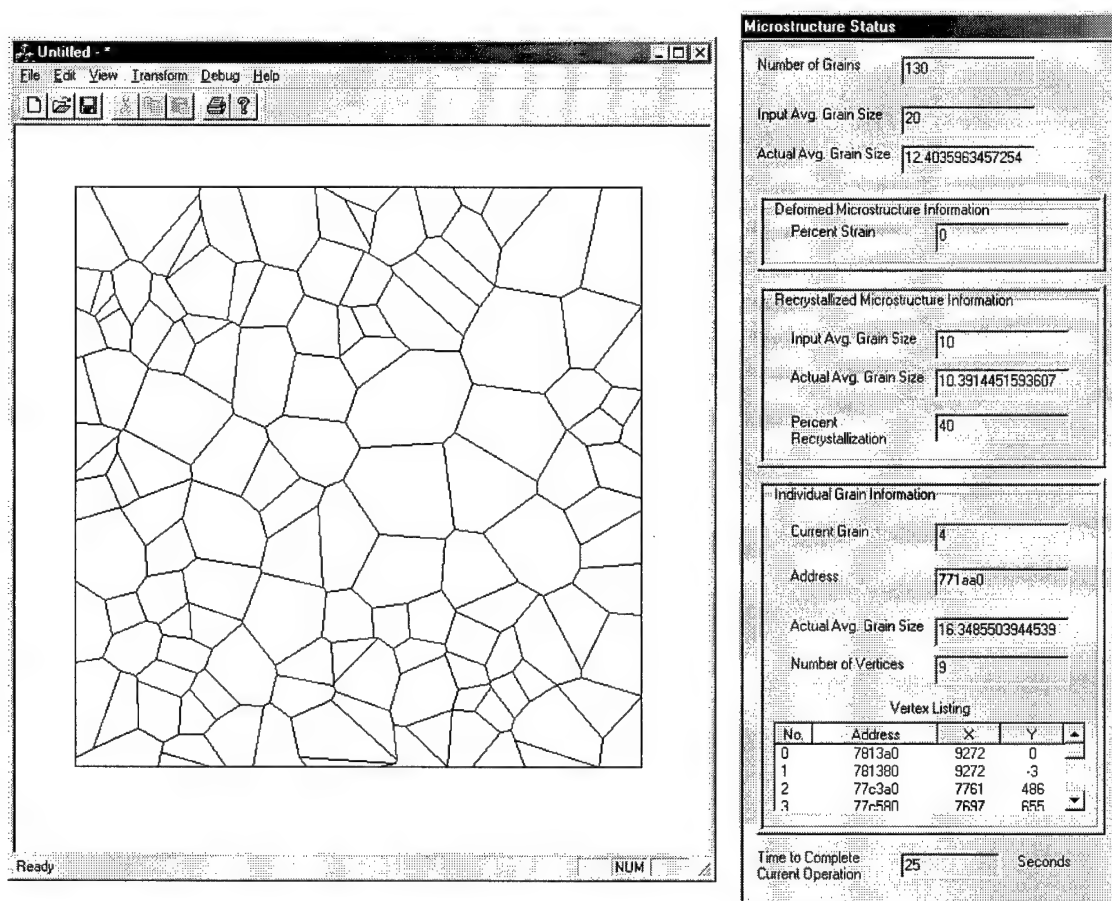 Untitled - *
File Edit View Transform Debug Help
Ready
NUM
Microstructure Status
Number of Grains 130
Input Avg. Grain Size 20
Actual Avg. Grain Size 12.4035963457254
Deformed Microstructure Information
Percent Strain 0
Recrystallized Microstructure Information
Input Avg. Grain Size 10
Actual Avg. Grain Size 10.3914451593607
Percent
Recrystallization 40
Individual Grain Information
Current Grain 4
Address 771aa0
Actual Avg. Grain Size 16.3485503944539
Number of Vertices 9
Vertex Listing
No. Address X Y
0 7813a0 9272 0
1 781380 9272 -3
2 77c3a0 7761 486
3 77c580 7697 655
Time to Complete
Current Operation 25 Seconds